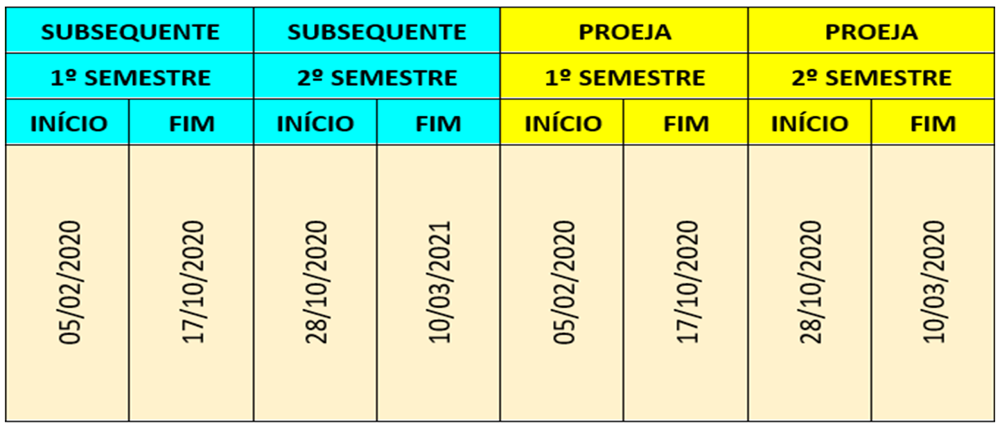 SUBSEQUENTE SUBSEQUENTE PROEJA PROEJA
1º SEMESTRE 2º SEMESTRE 1º SEMESTRE 2º SEMESTRE
INÍCIO FIM INÍCIO FIM INÍCIO FIM INÍCIO FIM
05/02/2020 17/10/2020 28/10/2020 10/03/2021 05/02/2020 17/10/2020 28/10/2020 10/03/2020